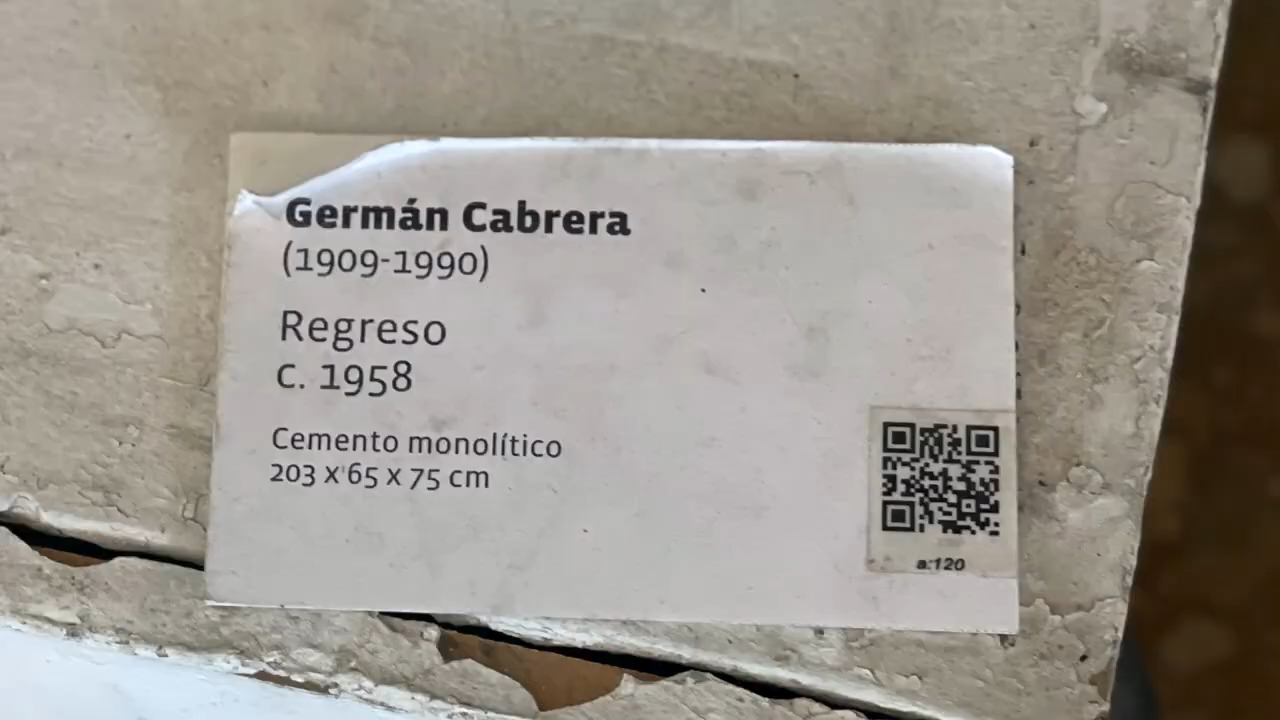 Germán Cabrera
(1909-1990)
Regreso
c. 1958
Cemento monolítico
203 x 65 x 75 cm
a:120